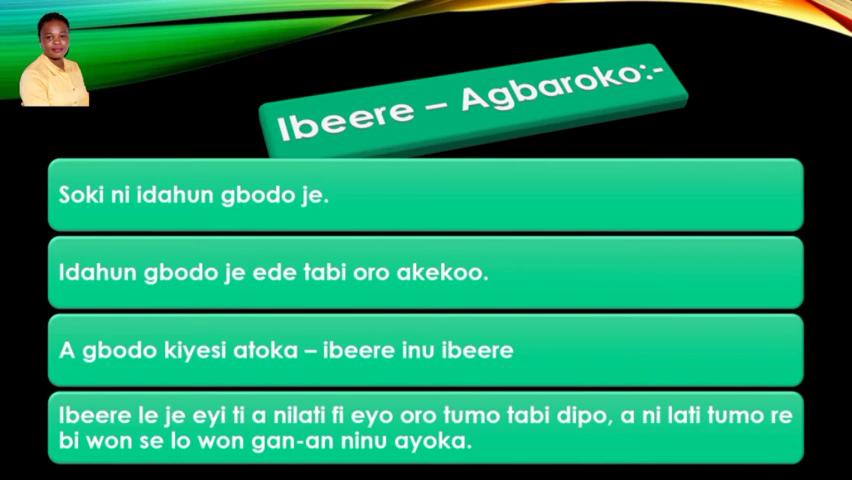 Ibeere – Agbaroko:-
Soki ni idahun gbodo je.
Idahun gbodo je ede tabi oro akekoo.
A gbodo kiyesi atoka – ibeere inu ibeere
Ibeere le je eyi ti a nilati fi eyo oro tumo tabi dipo, a ni lati tumo re
bi won se lo won gan-an ninu ayoka.